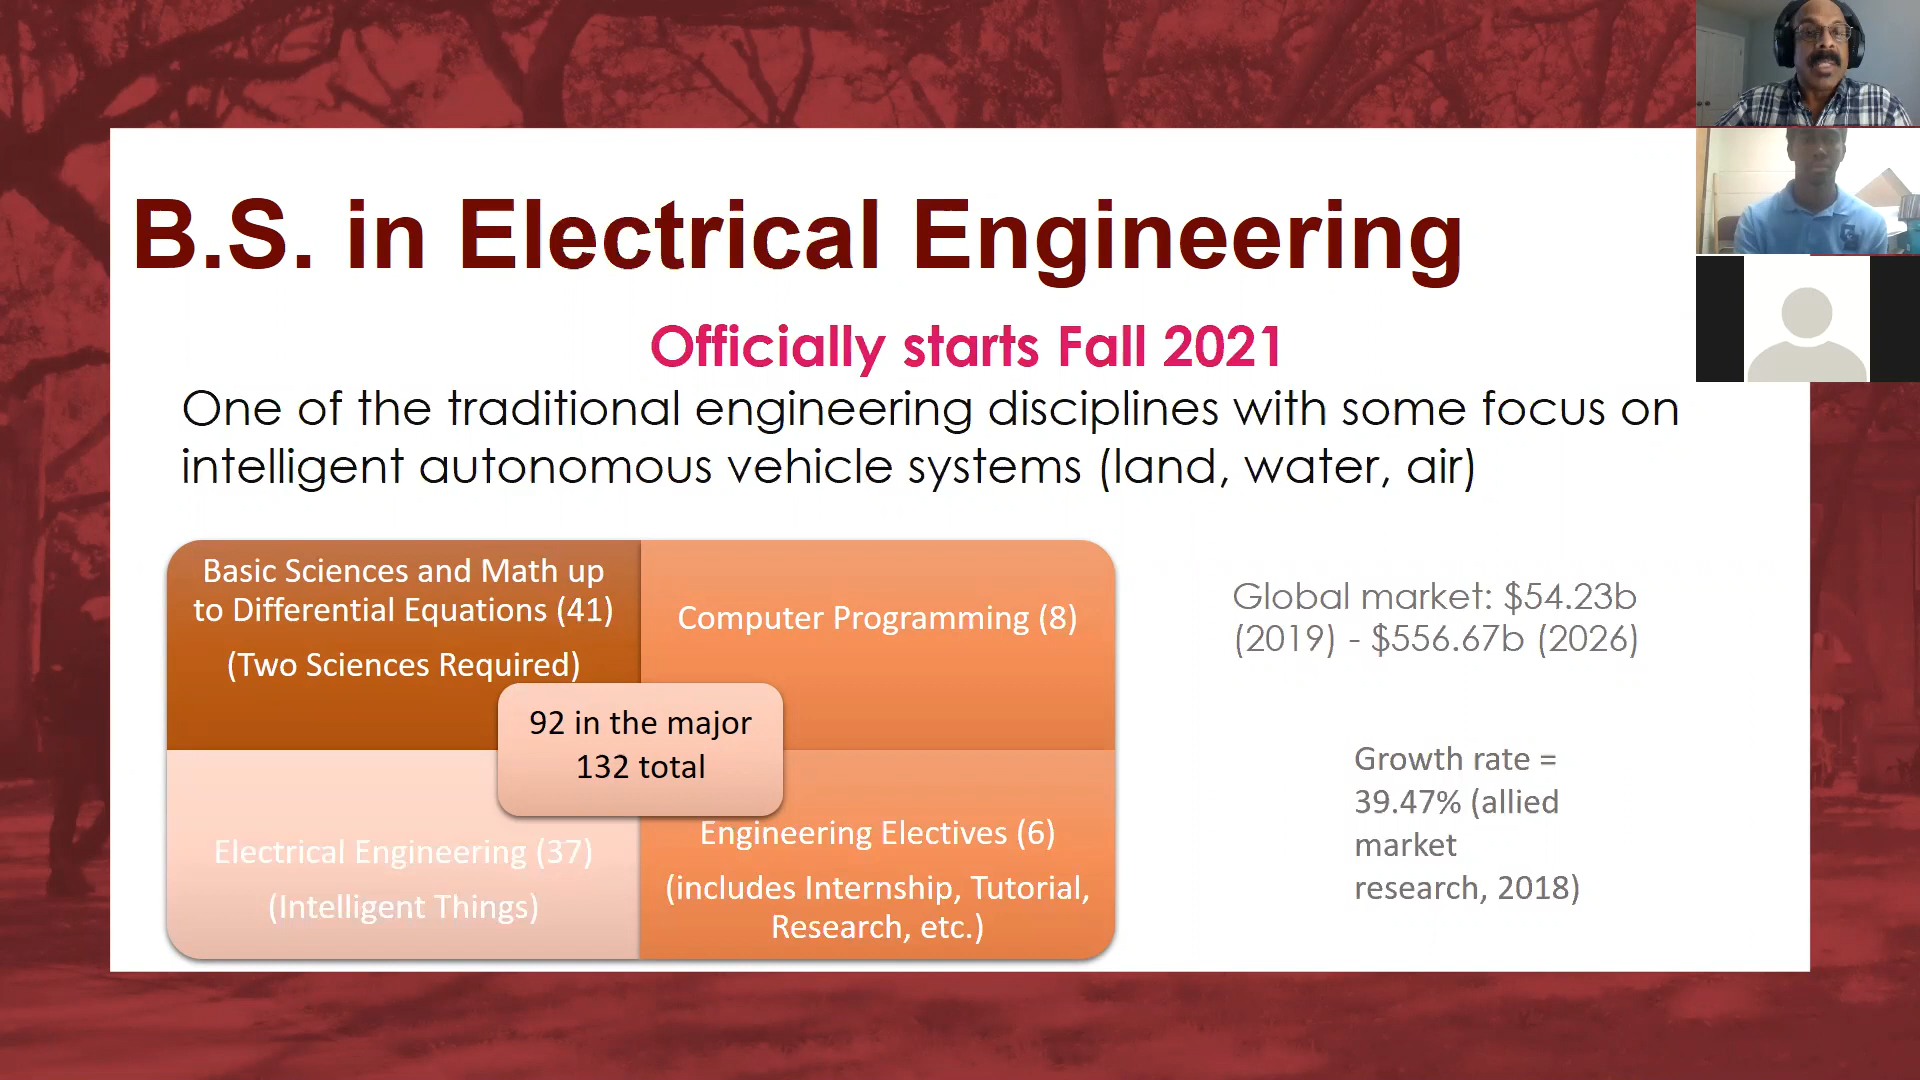 B.S. in Electrical Engineering
Officially starts Fall 2021
One of the traditional engineering disciplines with some focus on
intelligent autonomous vehicle systems (land, water, air)
Basic Sciences and Math up
to Differential Equations (41)
(Two Sciences Required)
Computer Programming (8)
92 in the major
132 total
Electrical Engineering (37)
(Intelligent Things)
Engineering Electives (6)
(includes Internship, Tutorial,
Research, etc.)
Global market: $54.23b
(2019) - $556.67b (2026)
Growth rate =
39.47% (allied
market
research, 2018)